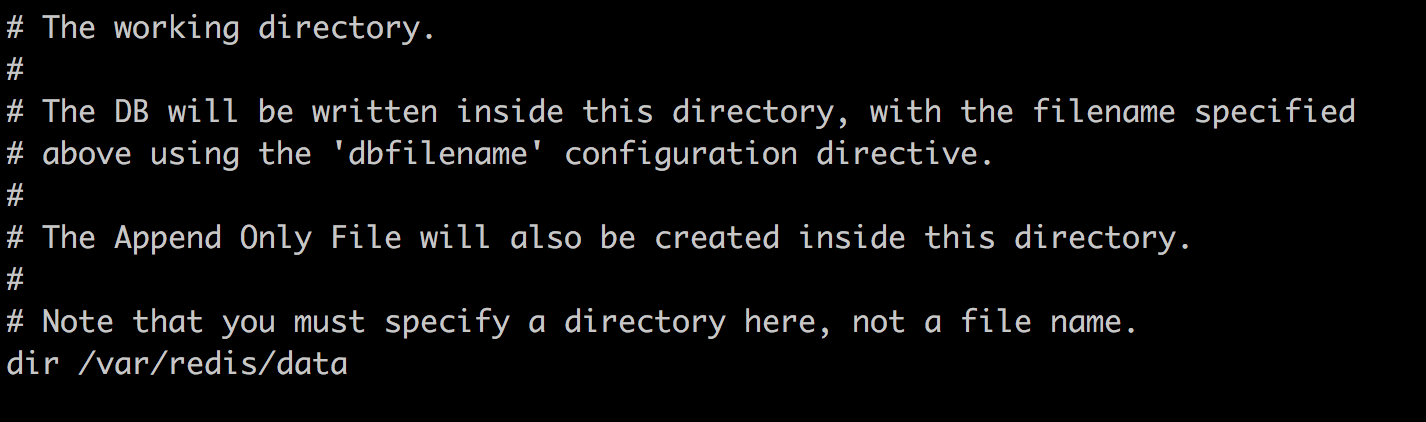 # The working directory.
#
# The DB will be written inside this directory, with the filename specified
# above using the 'dbfilename' configuration directive.
#
# The Append Only File will also be created inside this directory.
#
# Note that you must specify a directory here, not a file name.
dir /var/redis/data